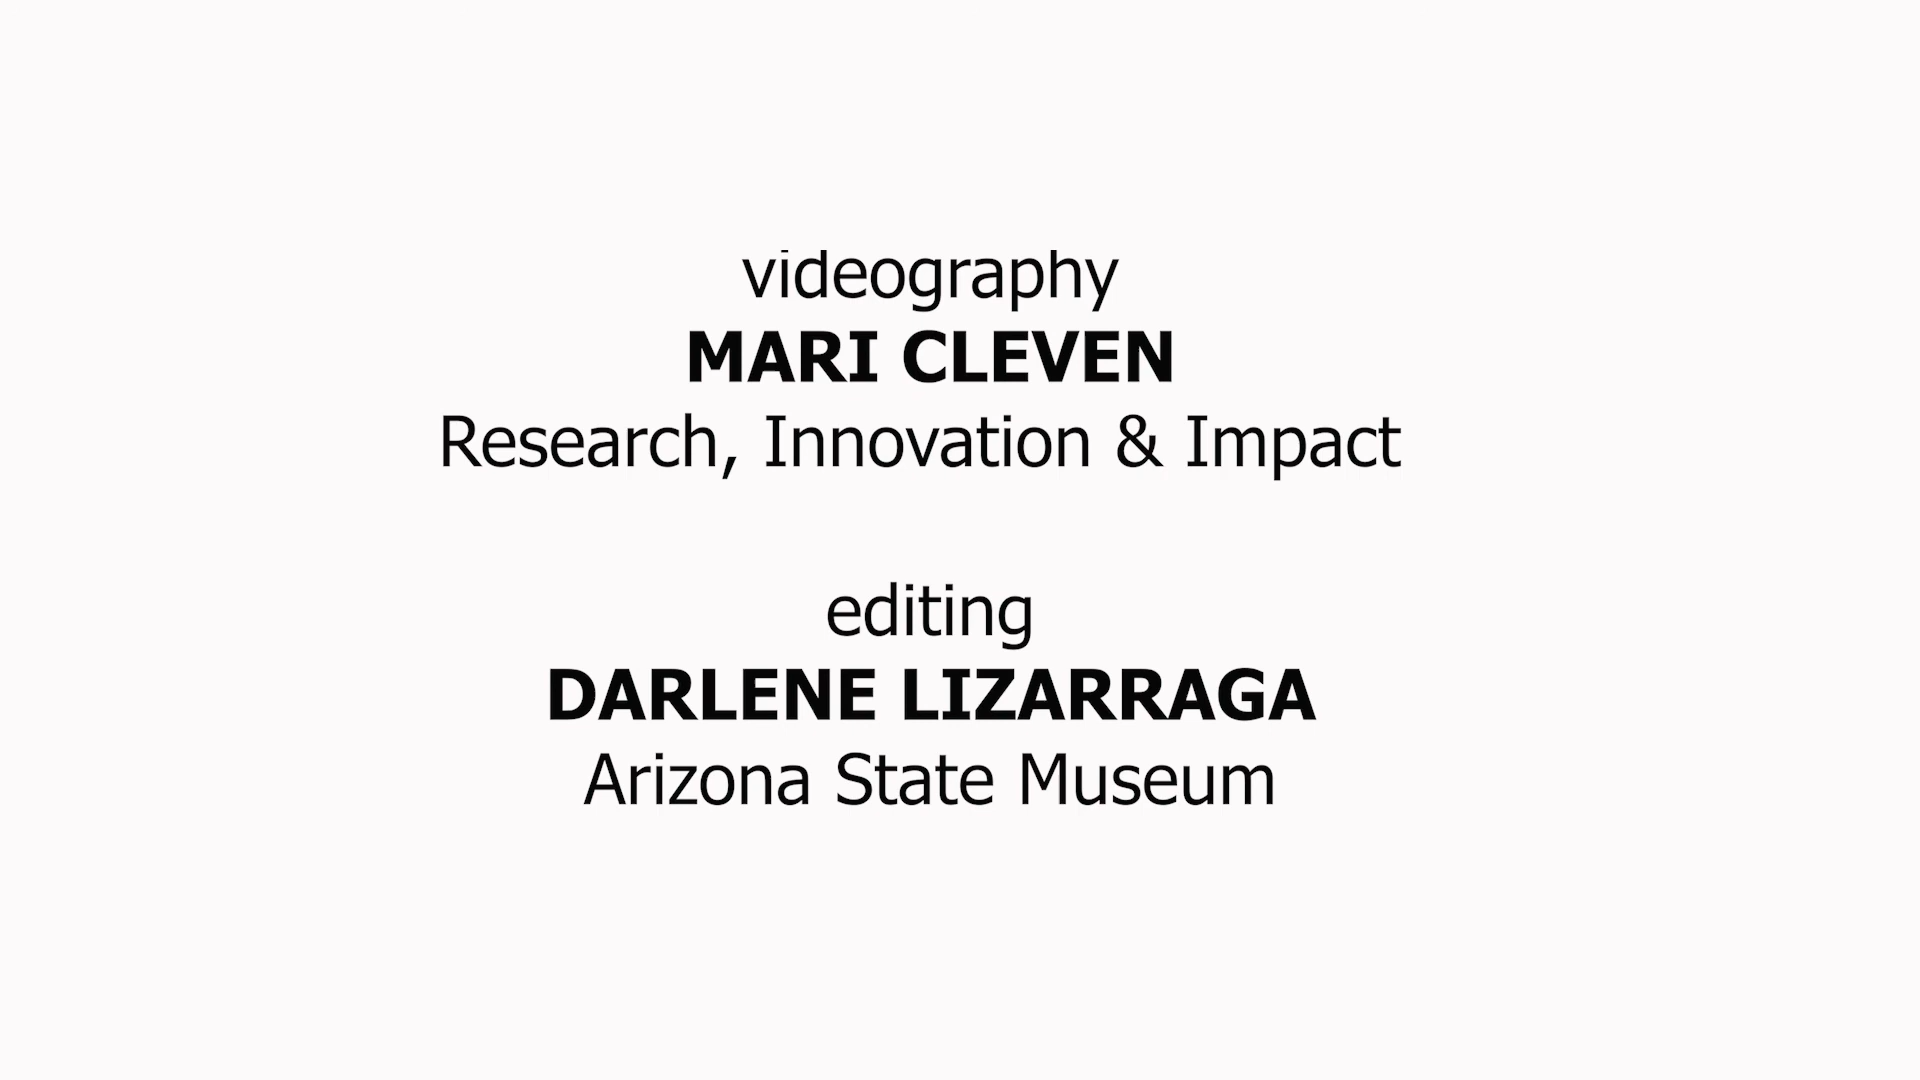 videography
MARI CLEVEN
Research, Innovation & Impact
editing
DARLENE LIZARRAGA
Arizona State Museum